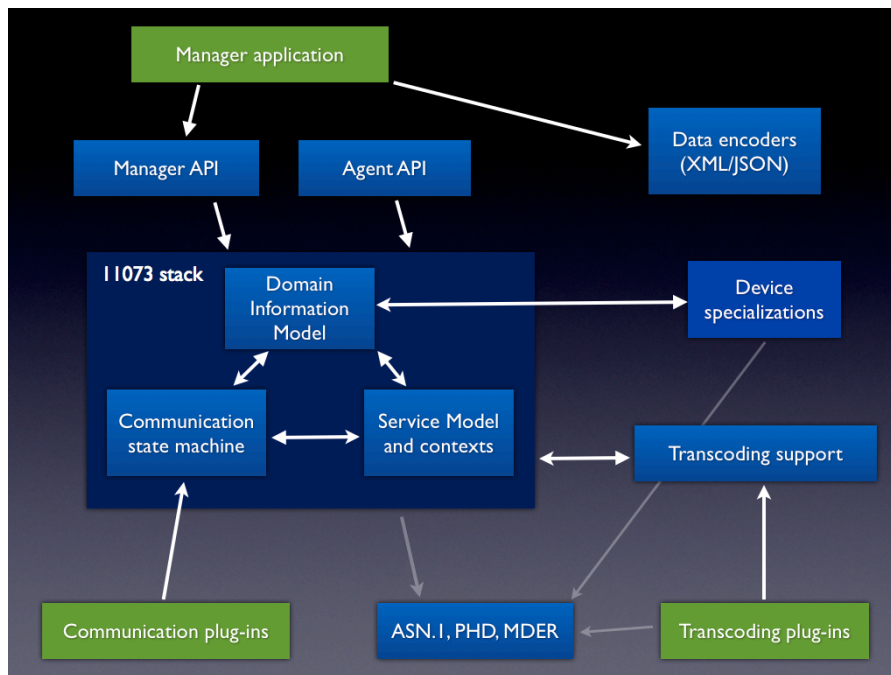 Manager application
Data encoders
(XML/JSON)
Manager API
Agent API
11073 stack
Domain
Information
Model
Device
specializations
Communication
state machine
Service Model
and contexts
Transcoding support
Communication plug-ins
ASN.1, PHD, MDER
Transcoding plug-ins